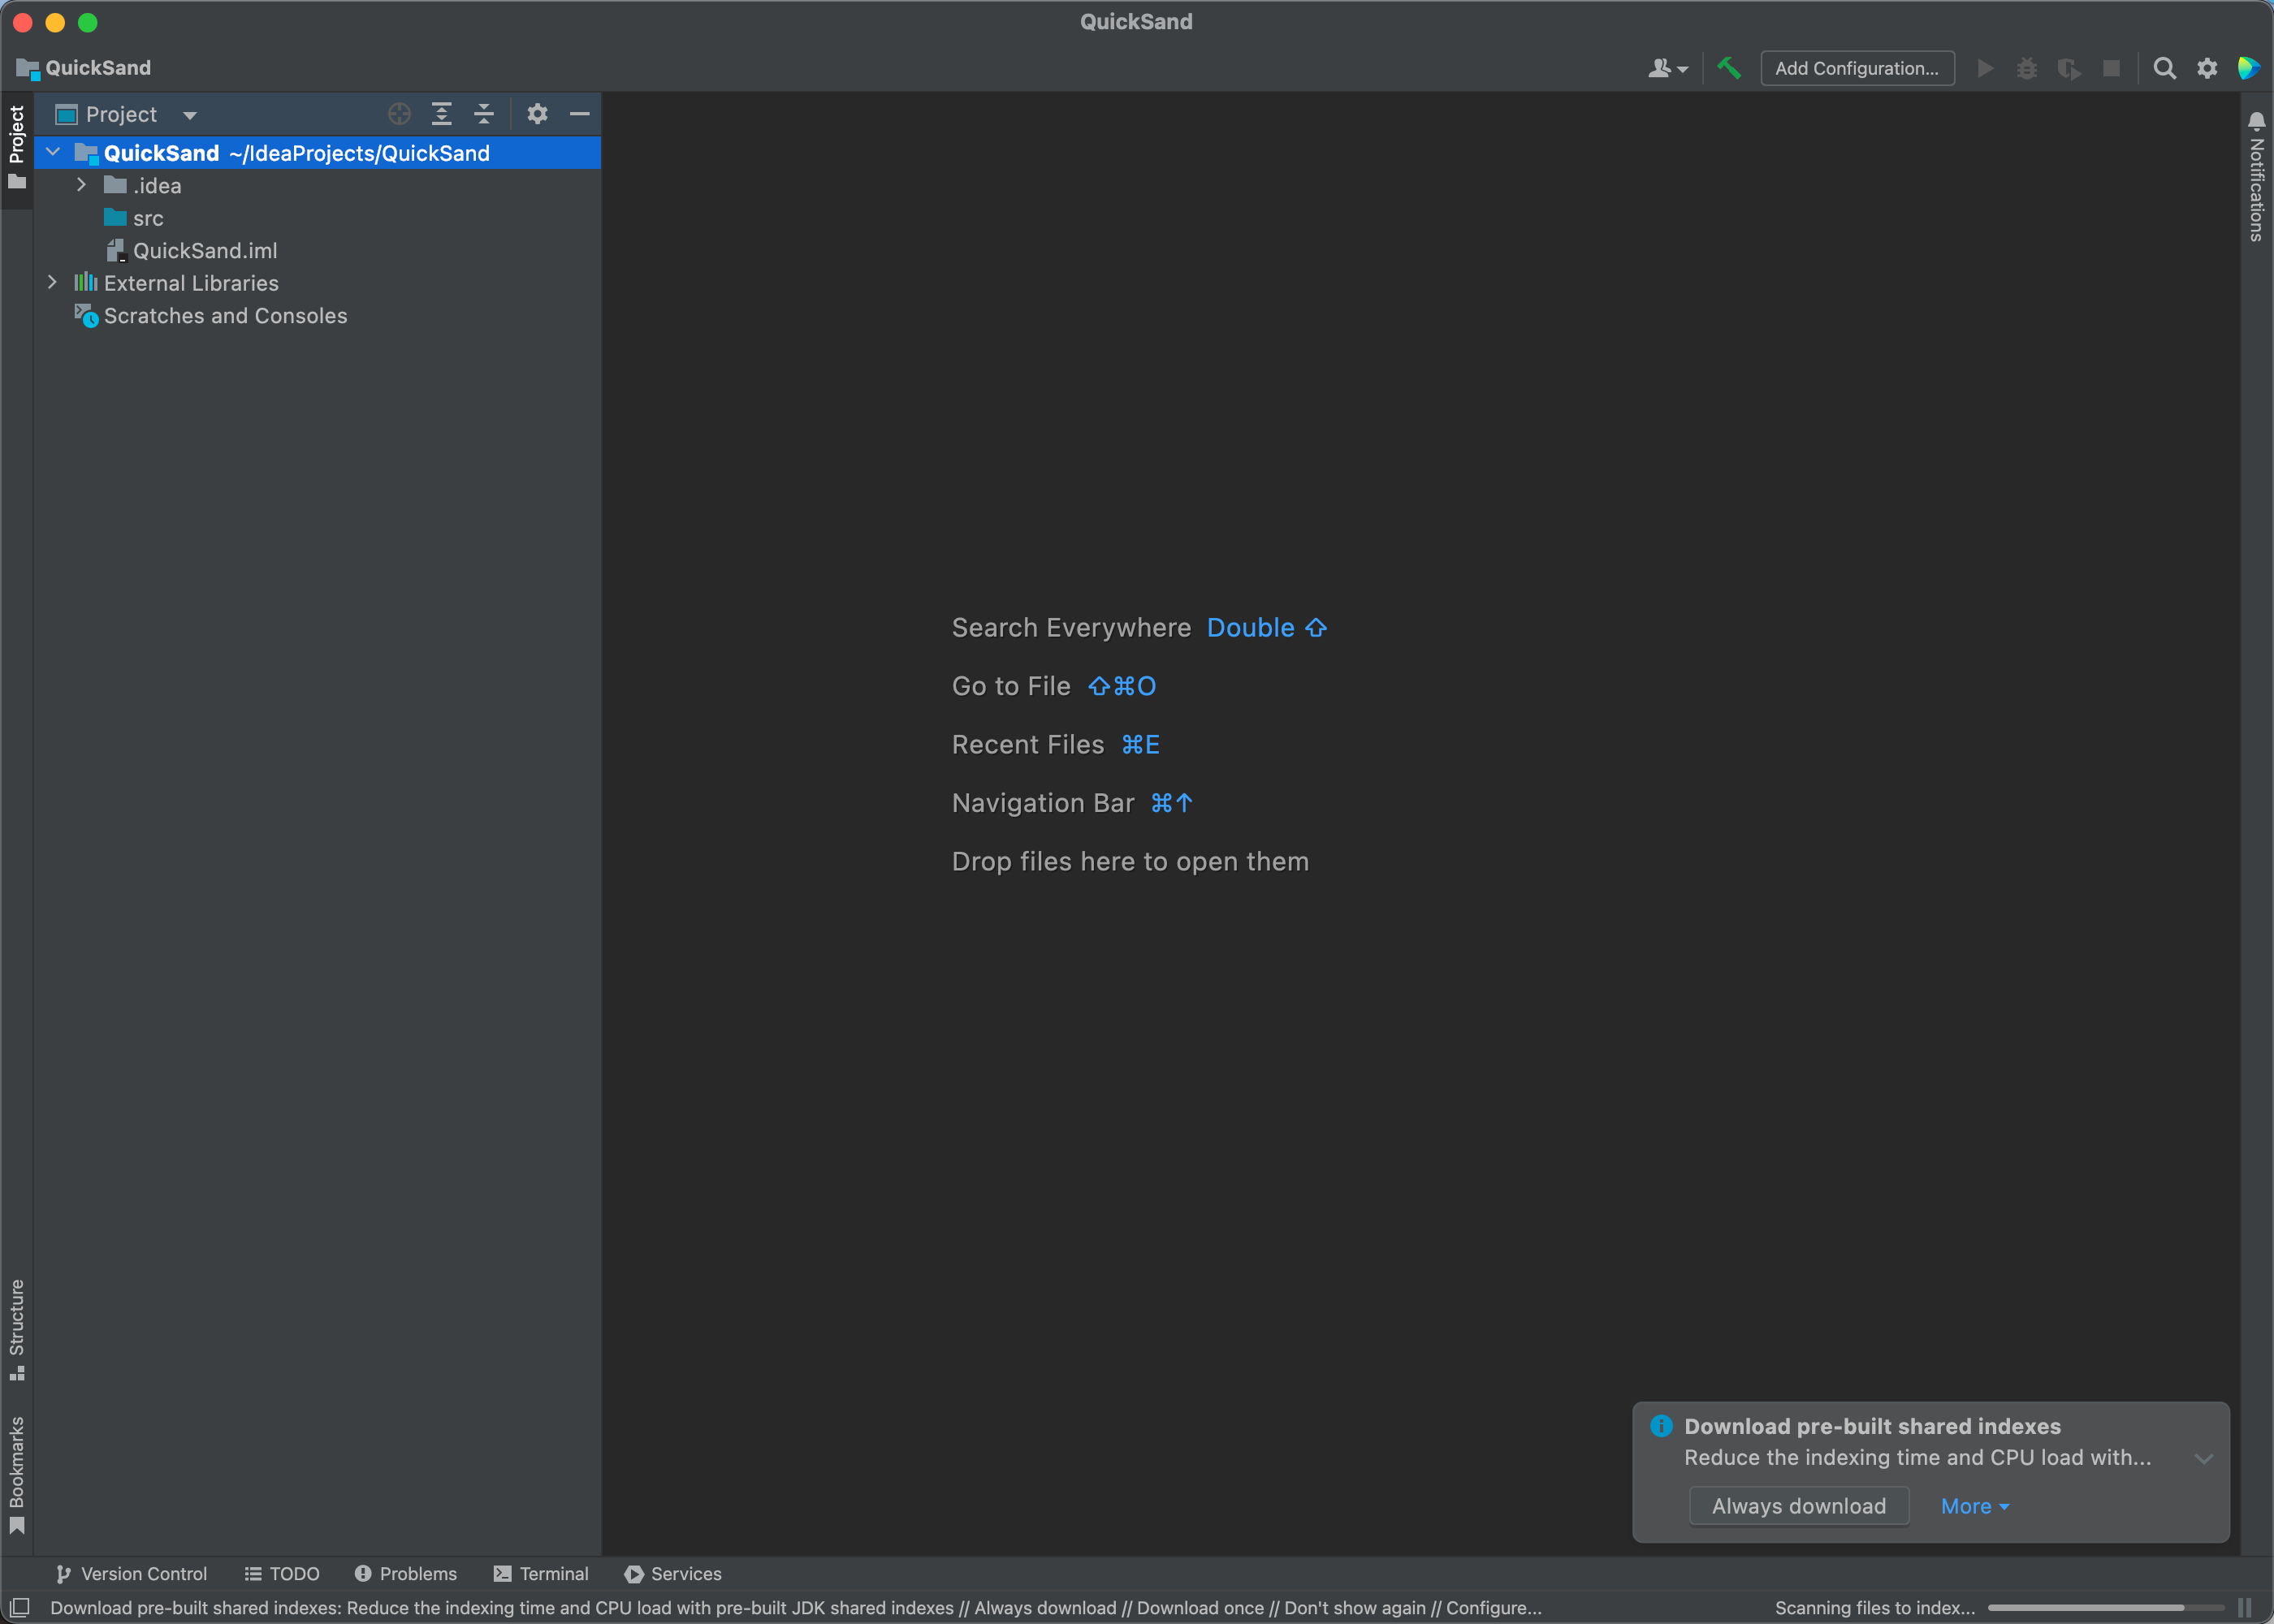 QuickSand
QuickSand
Add Configuration...
Project
Project
QuickSand ~/IdeaProjects/QuickSand
.idea
src
QuickSand.iml
External Libraries
Scratches and Consoles
Notifications
Search Everywhere Double ⇧
Go to File ⇧⌘O
Recent Files ⌘E
Navigation Bar ⌘↑
Drop files here to open them
Structure
Bookmarks
Download pre-built shared indexes
Reduce the indexing time and CPU load with...
Always download More
Version Control TODO Problems Terminal Services
Download pre-built shared indexes: Reduce the indexing time and CPU load with pre-built JDK shared indexes // Always download // Download once // Don't show again // Configure... Scanning files to index...